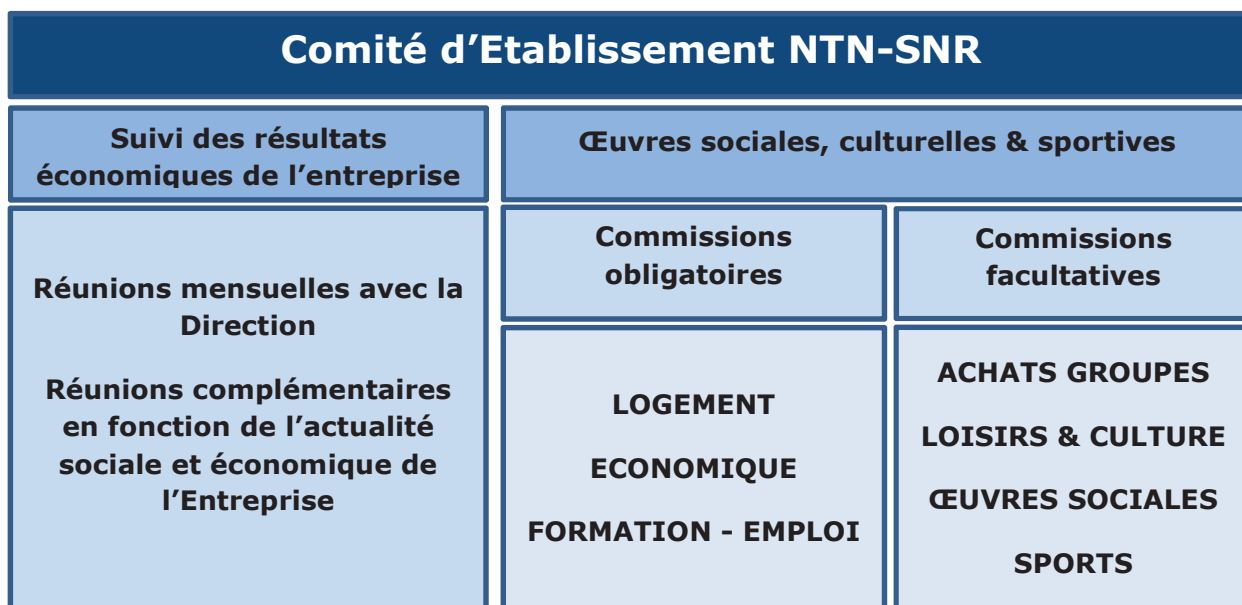 Comité d'Etablissement NTN-SNR
Suivi des résultats
économiques de l'entreprise
Œuvres sociales, culturelles & sportives
Réunions mensuelles avec la
Direction
Réunions complémentaires
en fonction de l'actualité
sociale et économique de
l'Entreprise
Commissions
obligatoires
LOGEMENT
ECONOMIQUE
FORMATION - EMPLOI
Commissions
facultatives
ACHATS GROUPES
LOISIRS & CULTURE
ŒUVRES SOCIALES
SPORTS